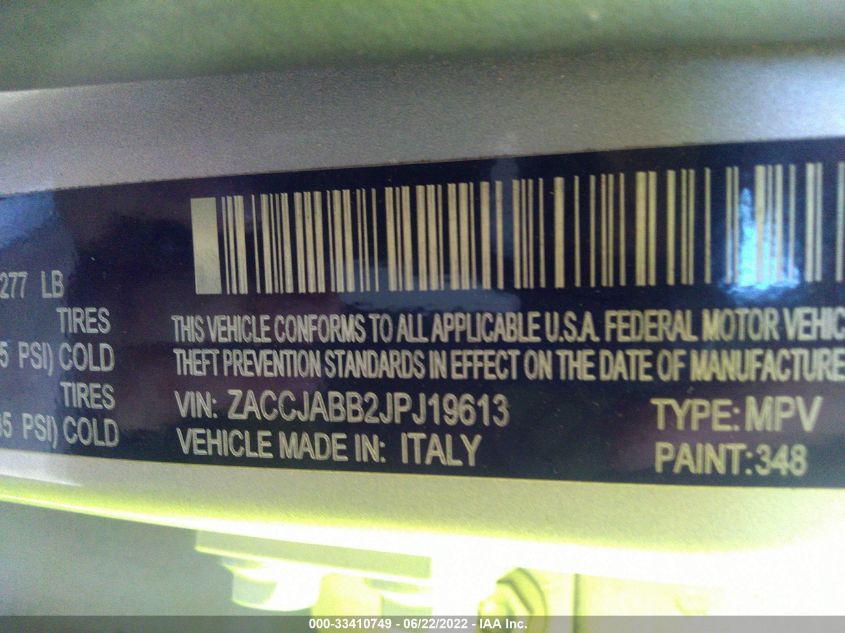 277 LB
TIRES
5 PSI) COLD
TIRES
35 PSI) COLD
THIS VEHICLE CONFORMS TO ALL APPLICABLE U.S.A. FEDERAL MOTOR VEHIC
THEFT PREVENTION STANDARDS IN EFFECT ON THE DATE OF MANUFACTURE
VIN: ZACCJABB2JPJ19613
TYPE: MPV
VEHICLE MADE IN: ITALY
PAINT: 348
000-33410749 - 06/22/2022 - IAA Inc.